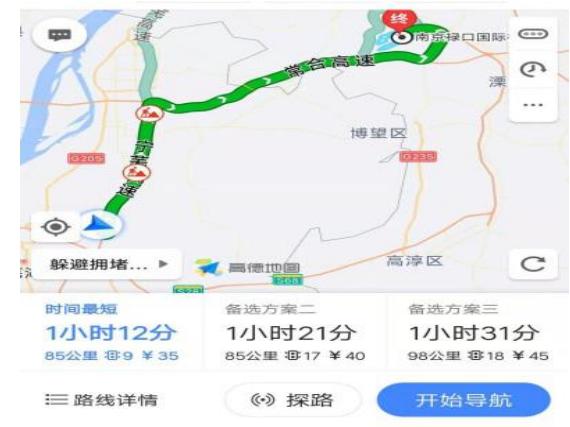 高速
终
南京禄口国际
常合高速
溧
博望区
G205
G235
宁芜
速
躲避拥堵...
高德地图
高淳区
时间最短
备选方案二
备选方案三
1小时12分
1小时21分
1小时31分
85公里 9 ¥35
85公里 17 ¥40
98公里 18 ¥45
路线详情
探路
开始导航